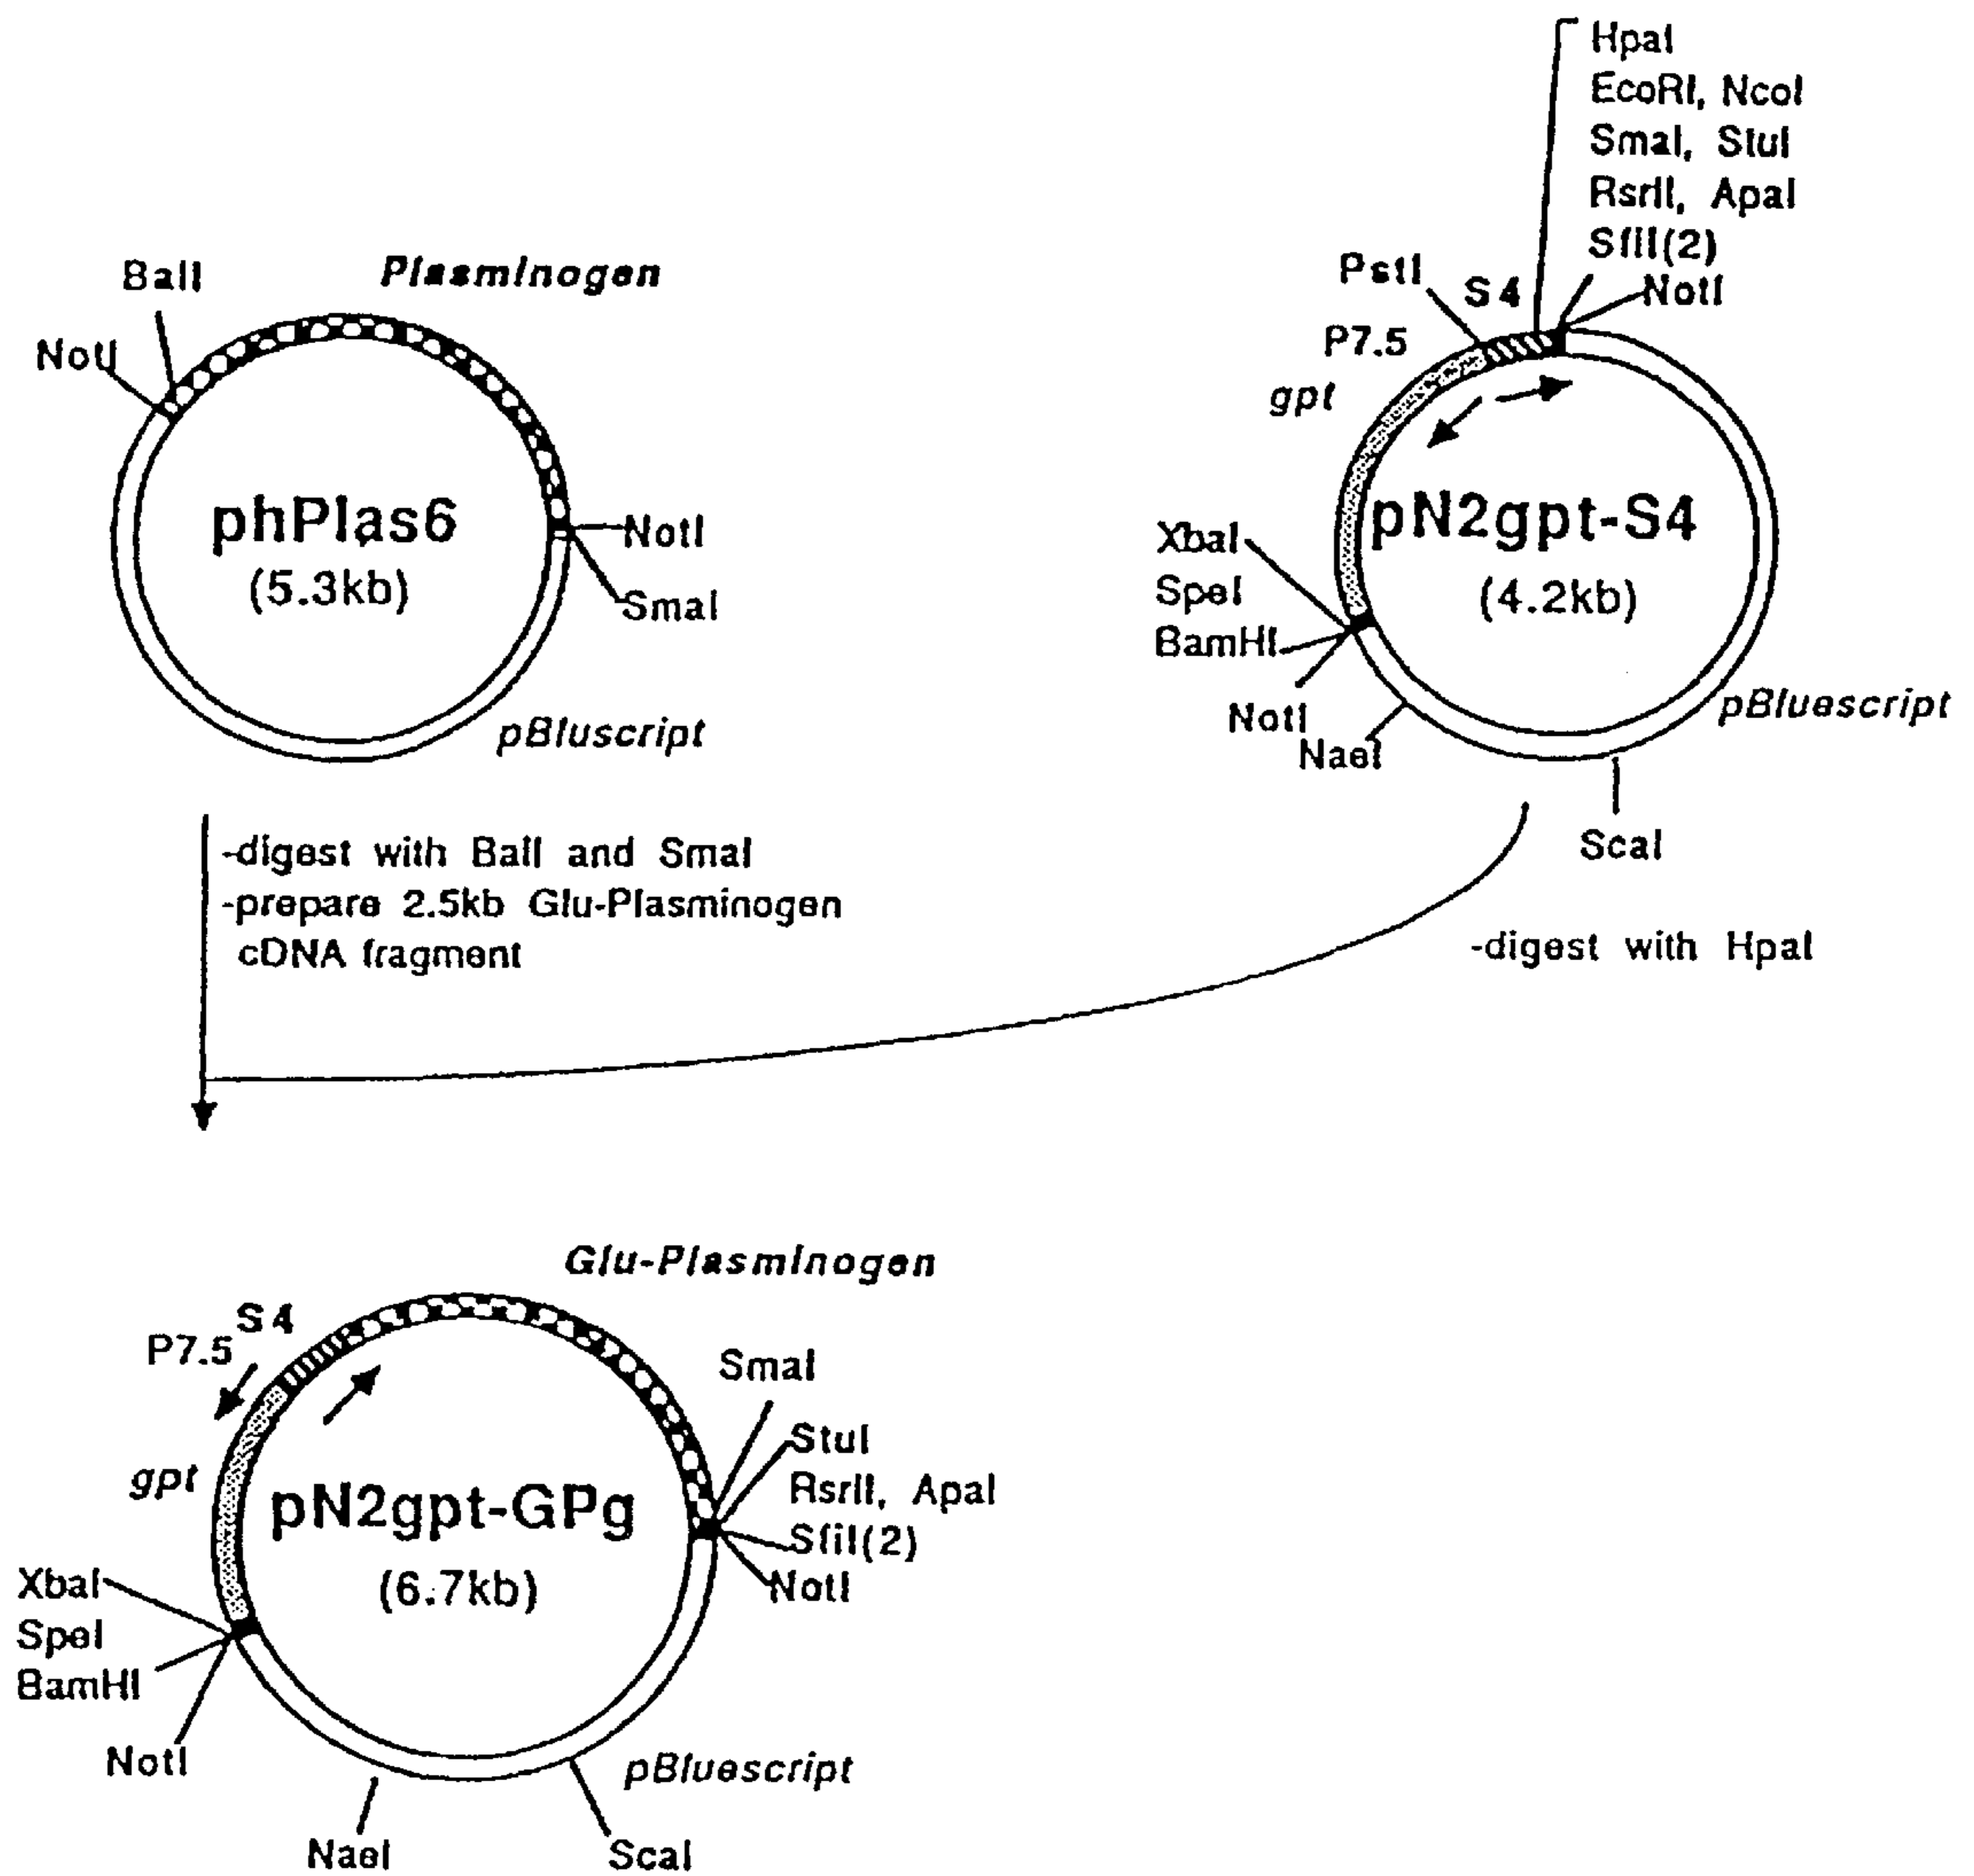 HpaI
EcoRI, NcoI
SmaI, StuI
RsrII, ApaI
SfiI(2)
NotI
PstI
S4
P7.5
gpt
BalI
Plasminogen
NotI
phPlas6
(5.3kb)
NotI
SmaI
pBluscript
pN2gpt-S4
(4.2kb)
XbaI
SpeI
BamHI
NotI
NaeI
pBluescript
ScaI
-digest with BalI and SmaI
-prepare 2.5kb Glu-Plasminogen
cDNA fragment
-digest with HpaI
Glu-Plasminogen
S4
P7.5
SmaI
StuI
RsrII, ApaI
SfiI(2)
NotI
gpt
pN2gpt-GPg
(6.7kb)
XbaI
SpeI
BamHI
NotI
pBluescript
NaeI
ScaI